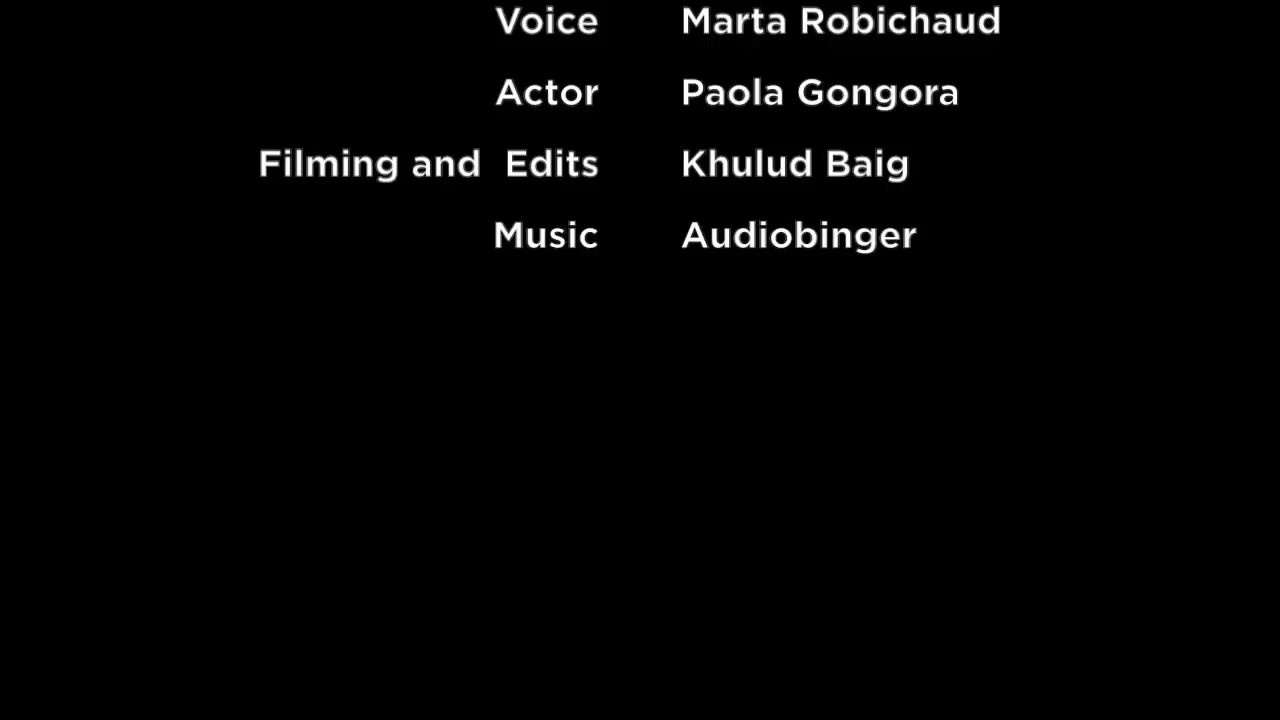 Voice Marta Robichaud
Actor Paola Gongora
Filming and Edits Khulud Baig
Music Audiobinger